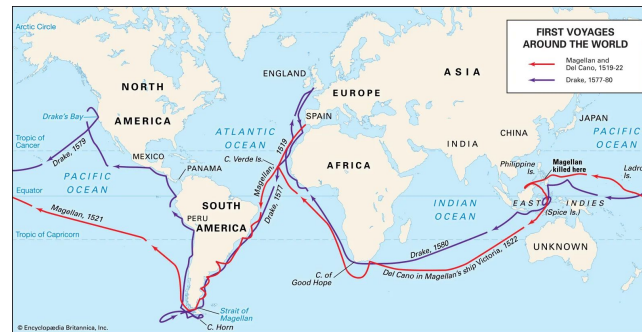 FIRST VOYAGES
AROUND THE WORLD
Magellan and
Del Cano, 1519-22
Drake, 1577-80
Arctic Circle
NORTH
AMERICA
ENGLAND
EUROPE
ASIA
SPAIN
Drake's Bay
Tropic of
Cancer
Drake, 1579
MEXICO
ATLANTIC
OCEAN
C. Verde Is.
Magellan, 1519
Drake, 1577
AFRICA
INDIA
CHINA
JAPAN
PACIFIC
OCEAN
Philippine
Is.
Magellan
killed here
Ladro
Is.
PACIFIC
OCEAN
PANAMA
Equator
Magellan, 1521
PERU
SOUTH
AMERICA
Tropic of Capricorn
INDIAN
OCEAN
EAST INDIES
(Spice Is.)
UNKNOWN
Drake, 1580
Del Cano in Magellan's ship Victoria, 1522
C. of
Good Hope
Strait of
Magellan
C. Horn
© Encyclopædia Britannica, Inc.